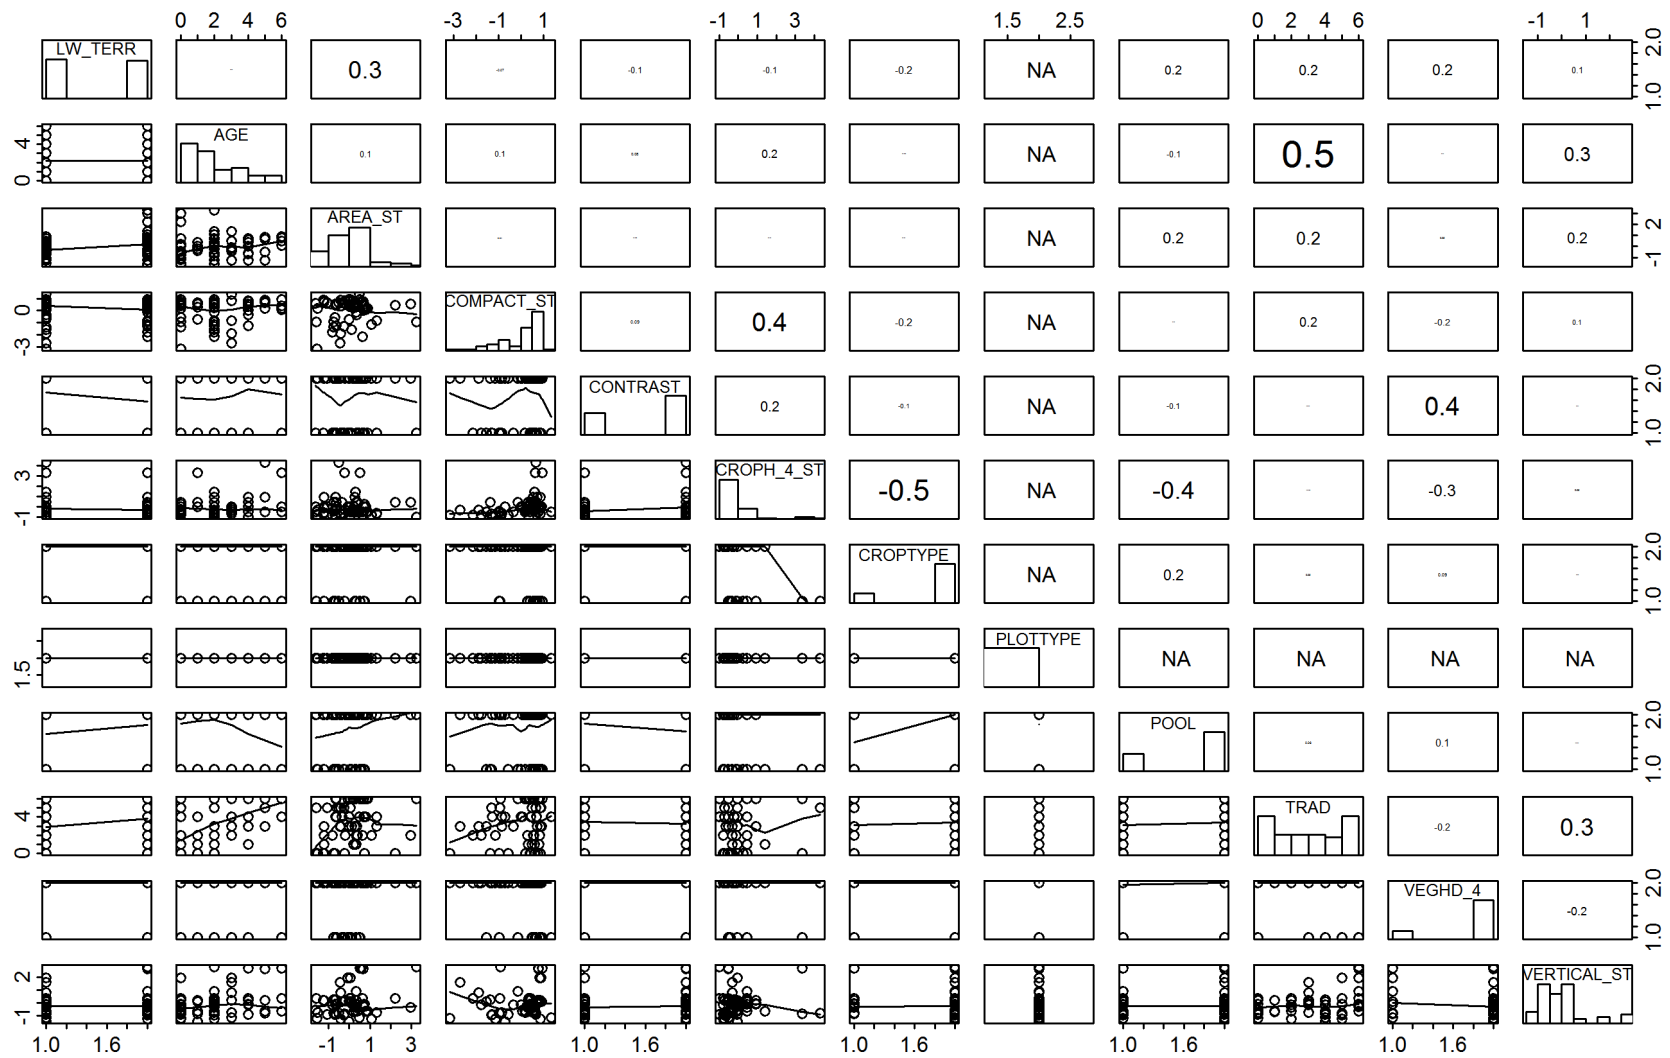 0 2 4 6 -3 -1 1 -1 1 3 1.5 2.5 0 2 4 6 -1 1
LW_TERR 0.3 -0.1 -0.1 -0.2 NA 0.2 0.2 0.2 0.1 1.0 2.0
0 4 AGE 0.1 0.1 0.2 NA -0.1 0.5 0.3
AREA_ST NA 0.2 0.2 0.2 -1 2
-3 0 COMPACT_ST 0.09 0.4 -0.2 NA 0.2 -0.2 0.1
CONTRAST 0.2 -0.1 NA -0.1 0.4 1.0 2.0
-1 3 CROPH_4_ST -0.5 NA -0.4 -0.3
CROPTYPE NA 0.2 0.09 1.0 2.0
1.5 PLOTTYPE NA NA NA NA
POOL 0.1 1.0 2.0
0 4 TRAD -0.2 0.3
VEGHD_4 -0.2 1.0 2.0
-1 2 VERTICAL_ST
1.0 1.6 -1 1 3 1.0 1.6 1.0 1.6 1.0 1.6 1.0 1.6